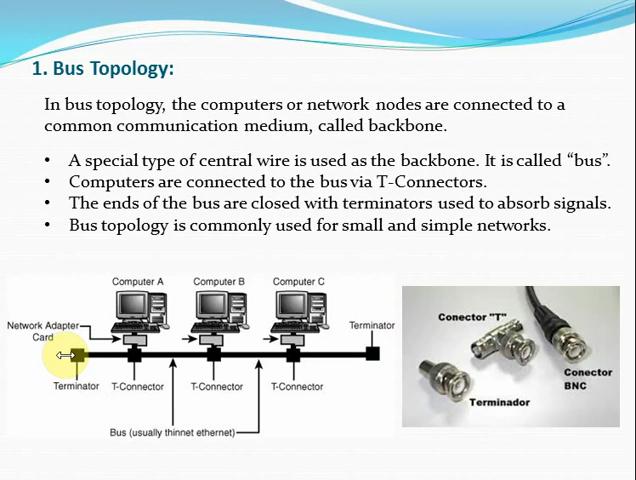 1. Bus Topology:
In bus topology, the computers or network nodes are connected to a
common communication medium, called backbone.
• A special type of central wire is used as the backbone. It is called “bus”.
• Computers are connected to the bus via T-Connectors.
• The ends of the bus are closed with terminators used to absorb signals.
• Bus topology is commonly used for small and simple networks.
Computer A
Computer B
Computer C
Network Adapter
Card
Terminator
Terminator
T-Connector
T-Connector
T-Connector
Bus (usually thinnet ethernet)
Conector "T"
Conector
BNC
Terminador